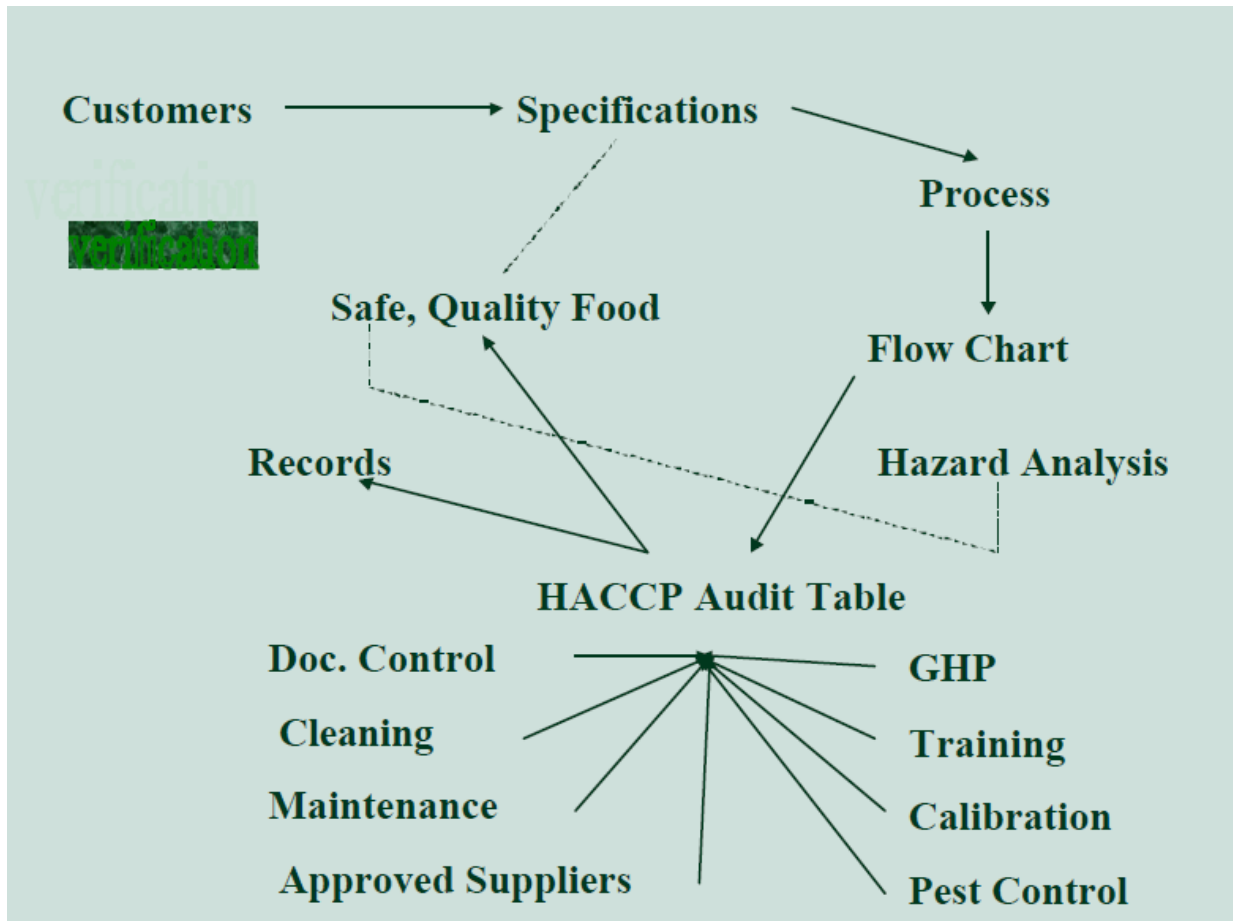 Customers
Specifications
Process
verification
verification
Safe, Quality Food
Flow Chart
Records
Hazard Analysis
HACCP Audit Table
Doc. Control
GHP
Cleaning
Training
Maintenance
Calibration
Approved Suppliers
Pest Control